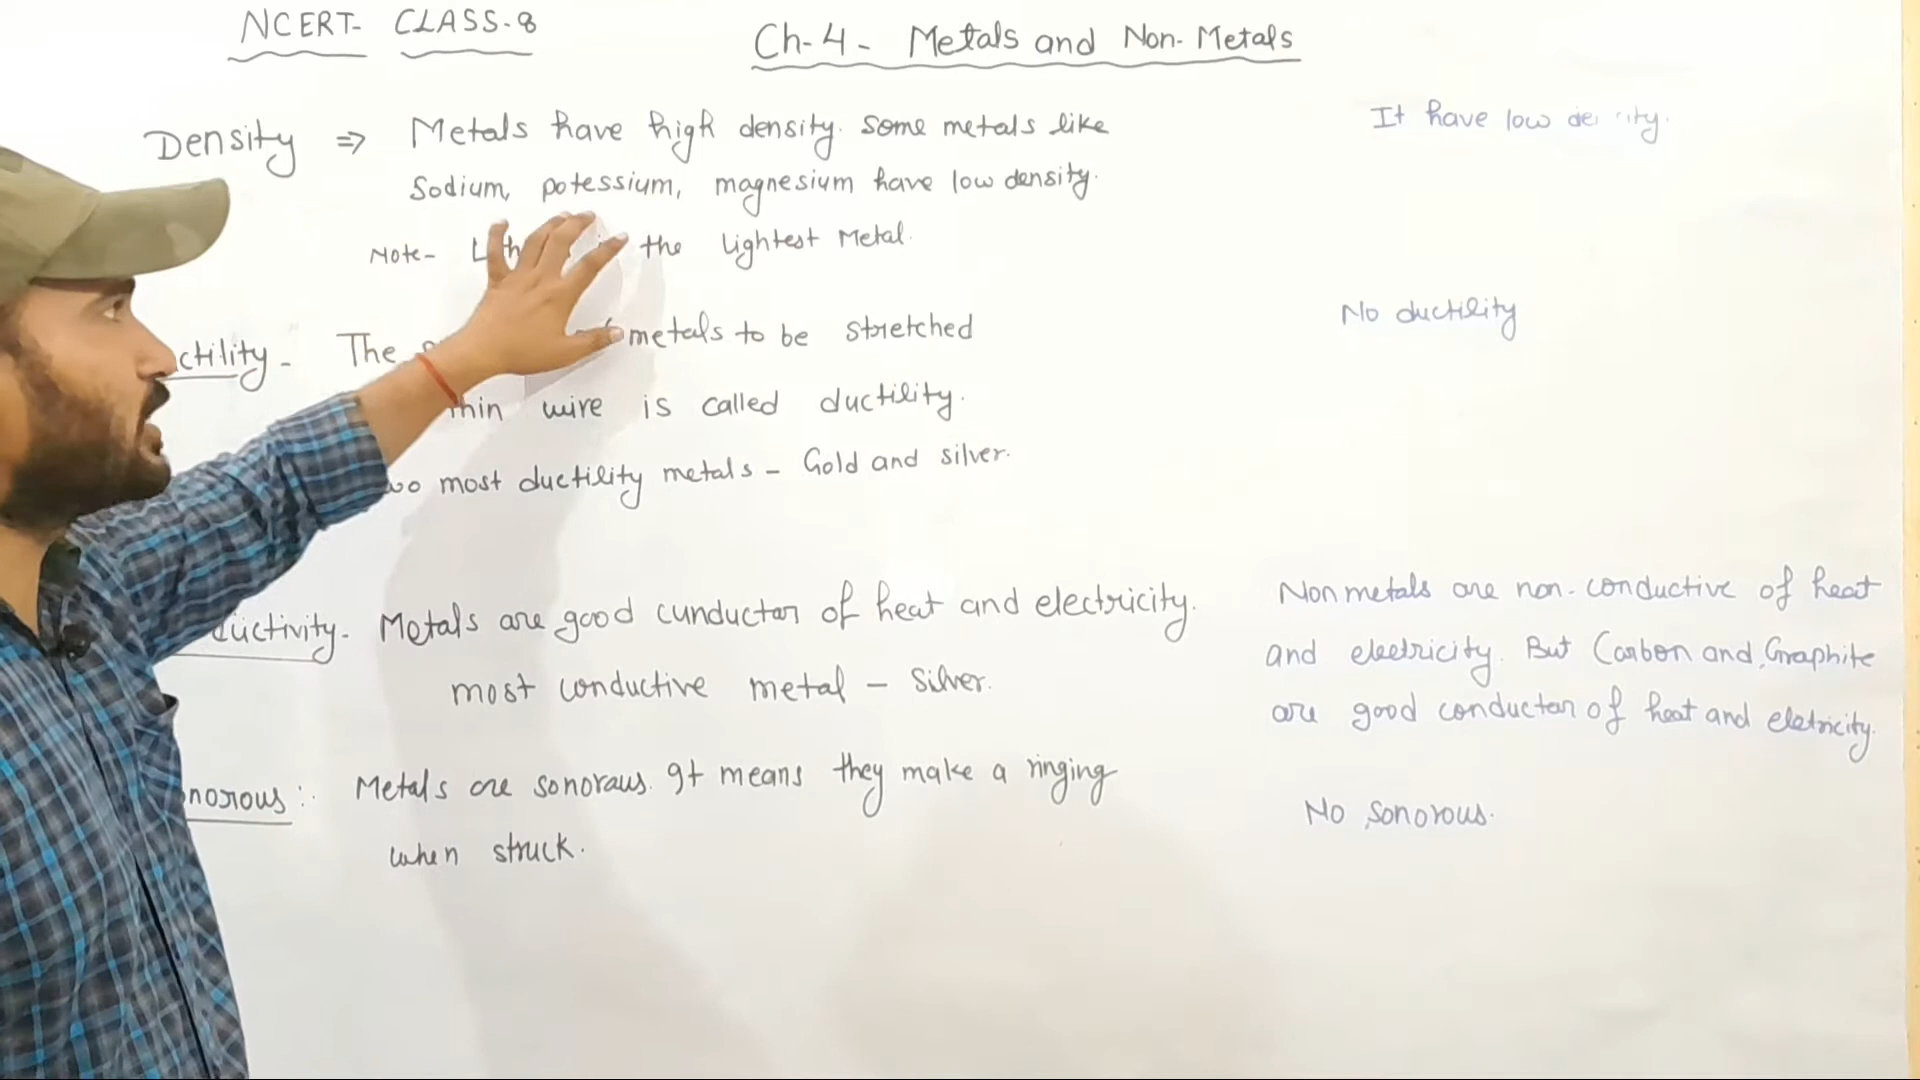 NCERT- CLASS-8
Ch-4- Metals and Non-Metals
Density ⇒ Metals have high density. Some metals like
Sodium, potessium, magnesium have low density.
Note- the lightest Metal.
It have low
The metals to be stretched
wire is called ductility.
most ductility metals - Gold and silver.
No ductility
Metals are good cunductor of heat and electricity.
most conductive metal - Silver.
Non metals are non-conductive of heat
and electricity. But Carbon and Graphite
are good conductor of heat and eletricity.
Metals are sonoraus. It means they make a ringing
when struck.
No sonorous.